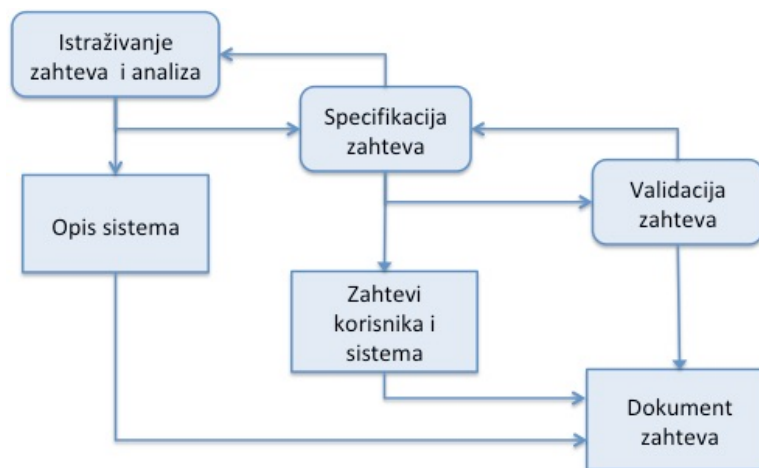 Istraživanje
zahteva i analiza
Specifikacija
zahteva
Validacija
zahteva
Opis sistema
Zahtevi
korisnika i
sistema
Dokument
zahteva